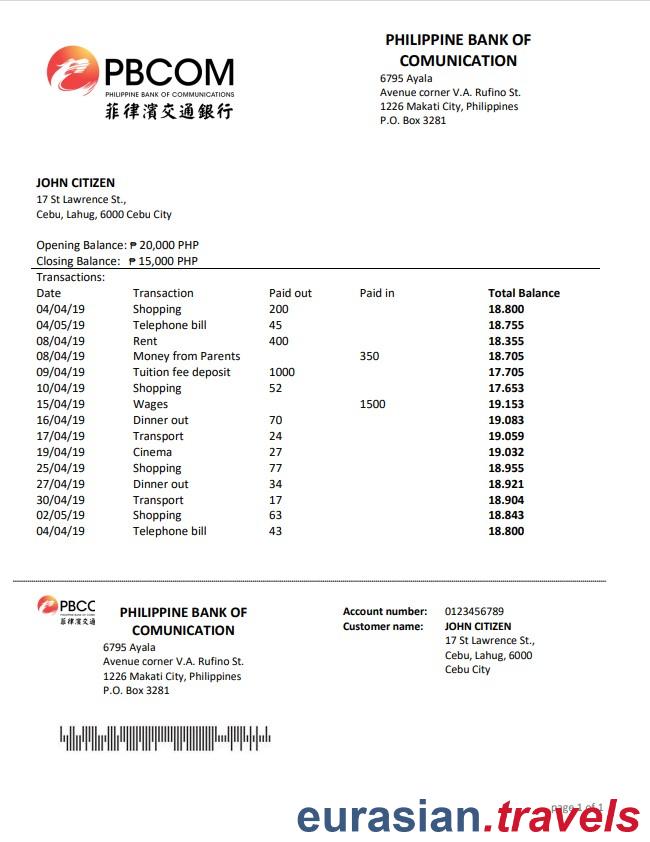 PBCOM
PHILIPPINE BANK OF COMMUNICATIONS
菲律濱交通銀行
PHILIPPINE BANK OF
COMUNICATION
6795 Ayala
Avenue corner V.A. Rufino St.
1226 Makati City, Philippines
P.O. Box 3281
JOHN CITIZEN
17 St Lawrence St.,
Cebu, Lahug, 6000 Cebu City
Opening Balance: ₱ 20,000 PHP
Closing Balance: ₱ 15,000 PHP
Transactions:
Date Transaction Paid out Paid in Total Balance
04/04/19 Shopping 200 18.800
04/05/19 Telephone bill 45 18.755
08/04/19 Rent 400 18.355
08/04/19 Money from Parents 350 18.705
09/04/19 Tuition fee deposit 1000 17.705
10/04/19 Shopping 52 17.653
15/04/19 Wages 1500 19.153
16/04/19 Dinner out 70 19.083
17/04/19 Transport 24 19.059
19/04/19 Cinema 27 19.032
25/04/19 Shopping 77 18.955
27/04/19 Dinner out 34 18.921
30/04/19 Transport 17 18.904
02/05/19 Shopping 63 18.843
04/04/19 Telephone bill 43 18.800
PBCC
菲律濱交通
PHILIPPINE BANK OF
COMUNICATION
6795 Ayala
Avenue corner V.A. Rufino St.
1226 Makati City, Philippines
P.O. Box 3281
Account number: 0123456789
Customer name: JOHN CITIZEN
17 St Lawrence St.,
Cebu, Lahug, 6000
Cebu City
page 1 of 1
eurasian.travels